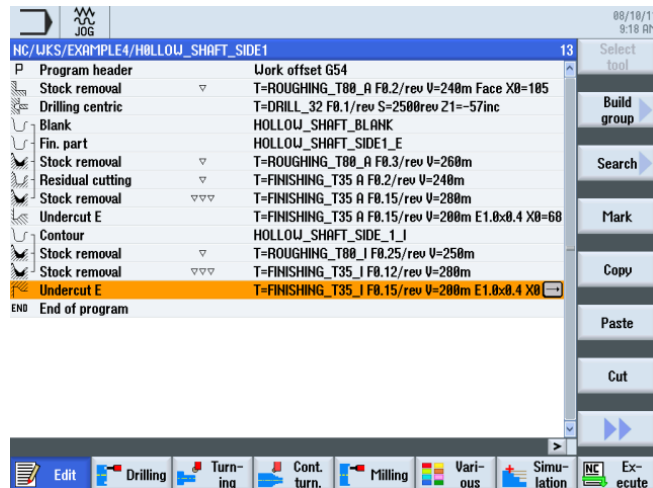 JOG
08/10/1
9:18 AM
NC/WKS/EXAMPLE4/HOLLOW_SHAFT_SIDE1 13
Select tool
P Program header Work offset G54
Stock removal ▽ T=ROUGHING_T80_A F0.2/rev V=240m Face X0=105
Drilling centric T=DRILL_32 F0.1/rev S=2500rev Z1=-57inc
Blank HOLLOW_SHAFT_BLANK
Fin. part HOLLOW_SHAFT_SIDE1_E
Stock removal ▽ T=ROUGHING_T80_A F0.3/rev V=260m
Residual cutting ▽ T=FINISHING_T35 A F0.2/rev V=240m
Stock removal ▽▽▽ T=FINISHING_T35 A F0.15/rev V=280m
Undercut E T=FINISHING_T35 A F0.15/rev V=200m E1.0x0.4 X0=68
Contour HOLLOW_SHAFT_SIDE_1_I
Stock removal ▽ T=ROUGHING_T80_I F0.25/rev V=250m
Stock removal ▽▽▽ T=FINISHING_T35_I F0.12/rev V=280m
Undercut E T=FINISHING_T35_I F0.15/rev V=200m E1.0x0.4 X0
END End of program
Build group
Search
Mark
Copy
Paste
Cut
Edit
Drilling
Turn-
ing
Cont.
turn.
Milling
Vari-
ous
Simu-
lation
NC
Ex-
ecute